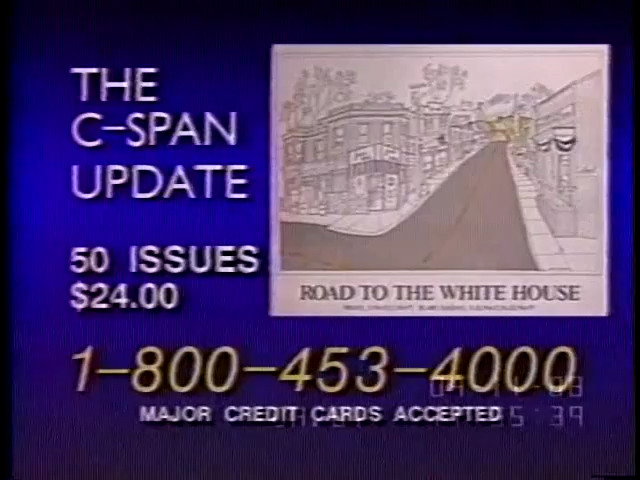 THE
C-SPAN
UPDATE
50 ISSUES
$24.00
ROAD TO THE WHITE HOUSE
1-800-453-4000
MAJOR CREDIT CARDS ACCEPTED